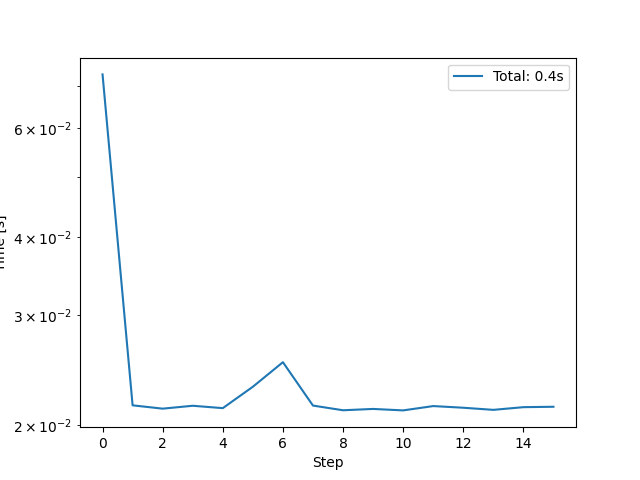 Total: 0.4s
6 × 10⁻²
4 × 10⁻²
3 × 10⁻²
2 × 10⁻²
[s]
0 2 4 6 8 10 12 14
Step